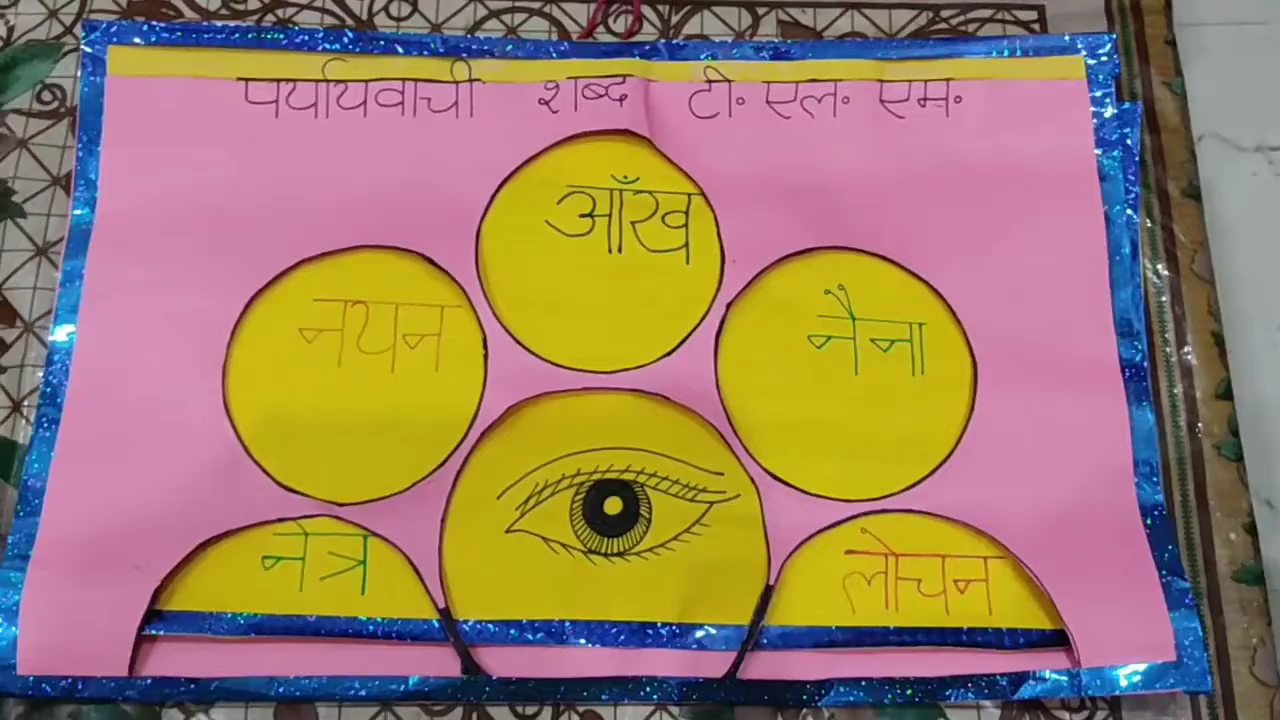 पर्यायवाची शब्द टी. एल. एम.
आँख
नयन
नैना
नेत्र
लोचन